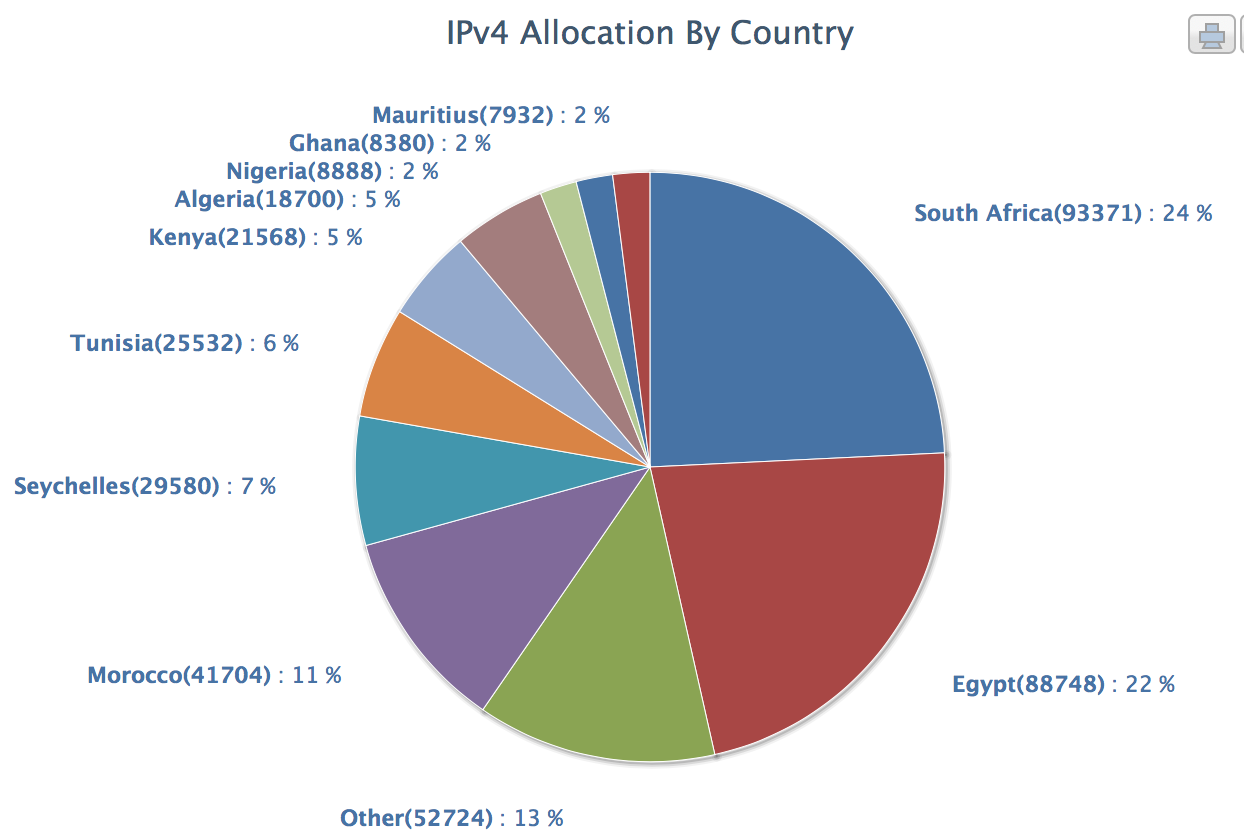 IPv4 Allocation By Country
Mauritius(7932) : 2 %
Ghana(8380) : 2 %
Nigeria(8888) : 2 %
Algeria(18700) : 5 %
South Africa(93371) : 24 %
Kenya(21568) : 5 %
Tunisia(25532) : 6 %
Seychelles(29580) : 7 %
Morocco(41704) : 11 %
Egypt(88748) : 22 %
Other(52724) : 13 %